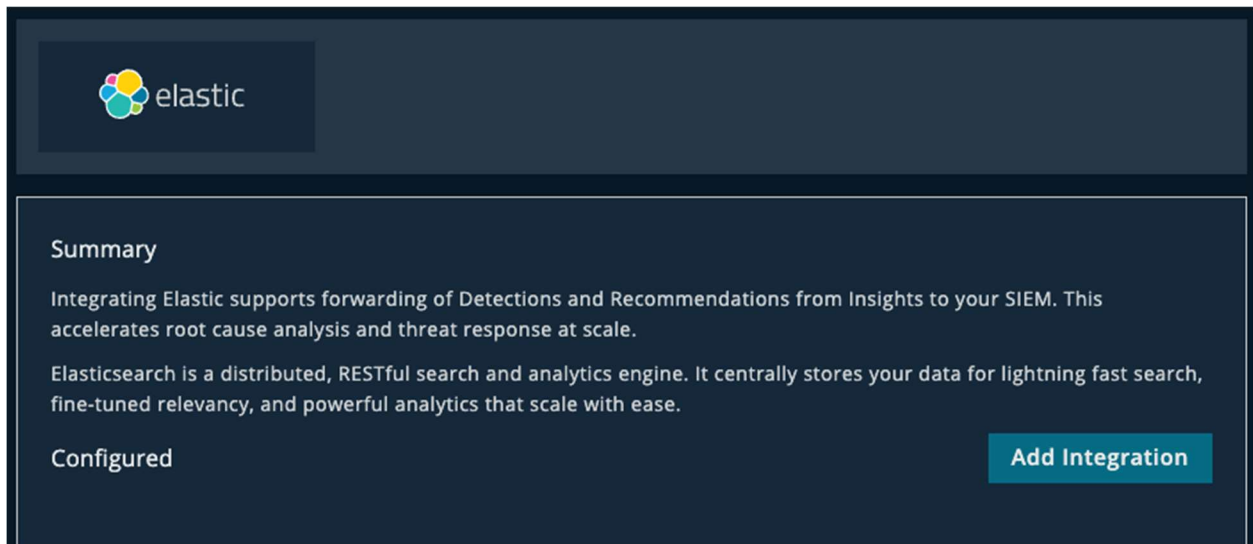 elastic
Summary
Integrating Elastic supports forwarding of Detections and Recommendations from Insights to your SIEM. This
accelerates root cause analysis and threat response at scale.
Elasticsearch is a distributed, RESTful search and analytics engine. It centrally stores your data for lightning fast search,
fine-tuned relevancy, and powerful analytics that scale with ease.
Configured
Add Integration